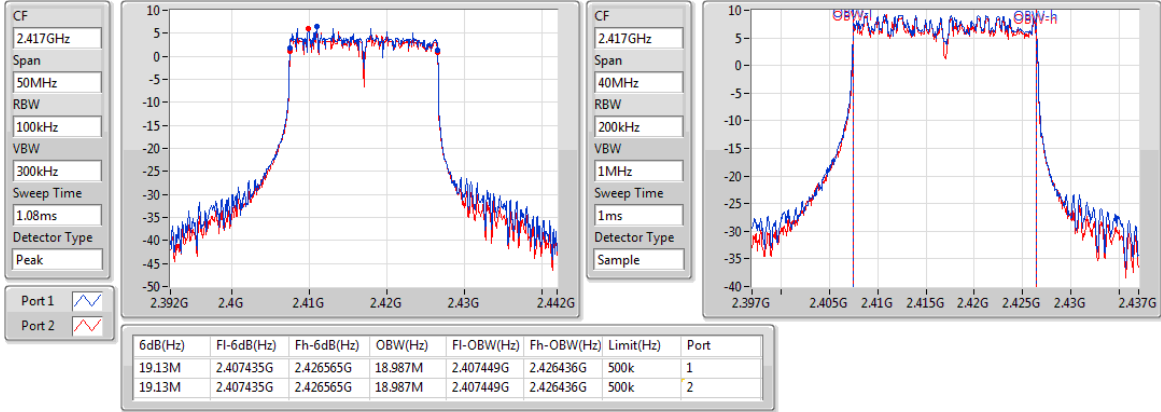 CF
2.417GHz
Span
50MHz
RBW
100kHz
VBW
300kHz
Sweep Time
1.08ms
Detector Type
Peak
Port 1
Port 2
10
5
0
-5
-10
-15
-20
-25
-30
-35
-40
-45
-50
2.392G 2.4G 2.41G 2.42G 2.43G 2.442G
CF
2.417GHz
Span
40MHz
RBW
200kHz
VBW
1MHz
Sweep Time
1ms
Detector Type
Sample
OBW-l OBW-h
10
5
0
-5
-10
-15
-20
-25
-30
-35
-40
2.397G 2.405G 2.41G 2.415G 2.42G 2.425G 2.43G 2.437G
6dB(Hz) Fl-6dB(Hz) Fh-6dB(Hz) OBW(Hz) Fl-OBW(Hz) Fh-OBW(Hz) Limit(Hz) Port
19.13M 2.407435G 2.426565G 18.987M 2.407449G 2.426436G 500k 1
19.13M 2.407435G 2.426565G 18.987M 2.407449G 2.426436G 500k 2